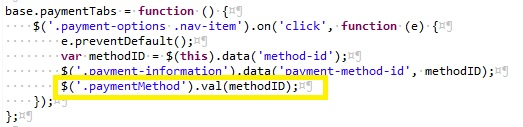 base.paymentTabs = function () {
$('.payment-options .nav-item').on('click', function (e) {
e.preventDefault();
var methodID = $(this).data('method-id');
$('.payment-information').data('payment-method-id', methodID);
$('.paymentMethod').val(methodID);
});
};